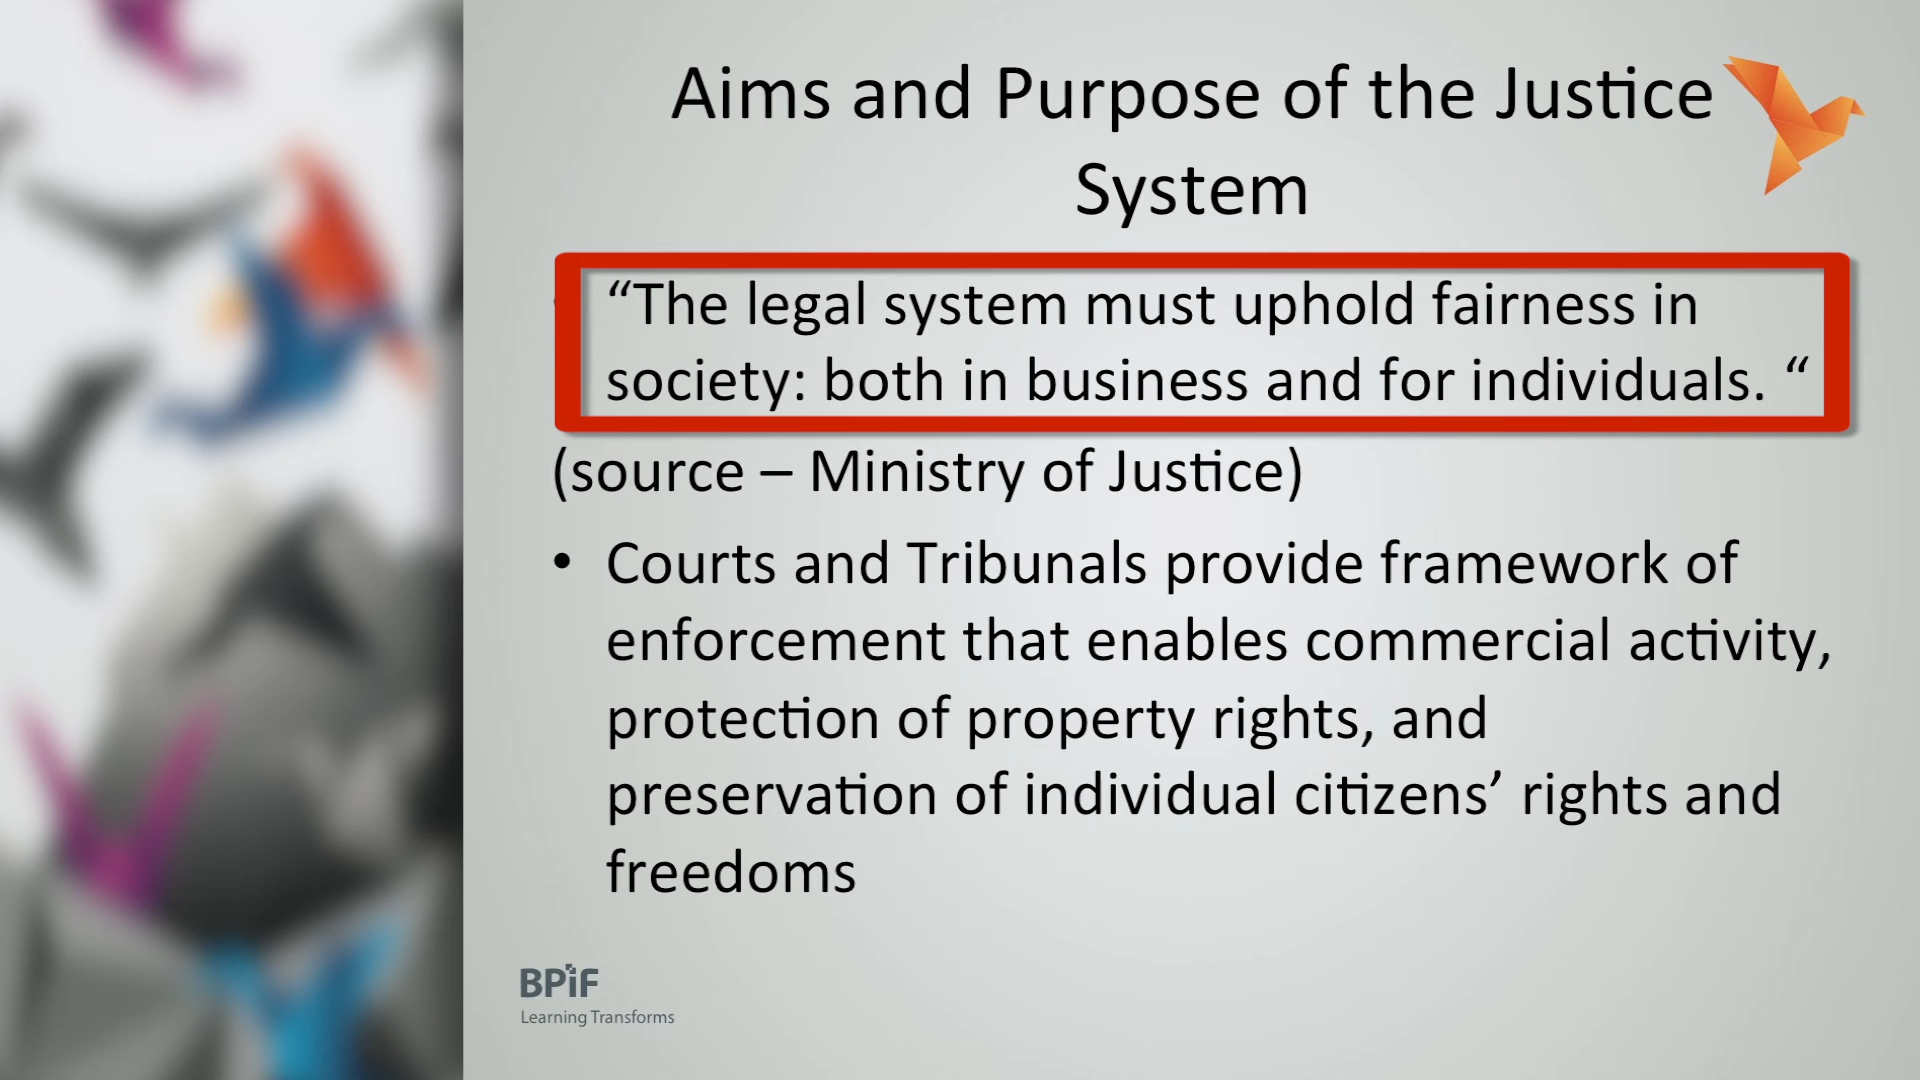 Aims and Purpose of the Justice
System
“The legal system must uphold fairness in
society: both in business and for individuals. “
(source – Ministry of Justice)
• Courts and Tribunals provide framework of
enforcement that enables commercial activity,
protection of property rights, and
preservation of individual citizens’ rights and
freedoms
BPiF
Learning Transforms